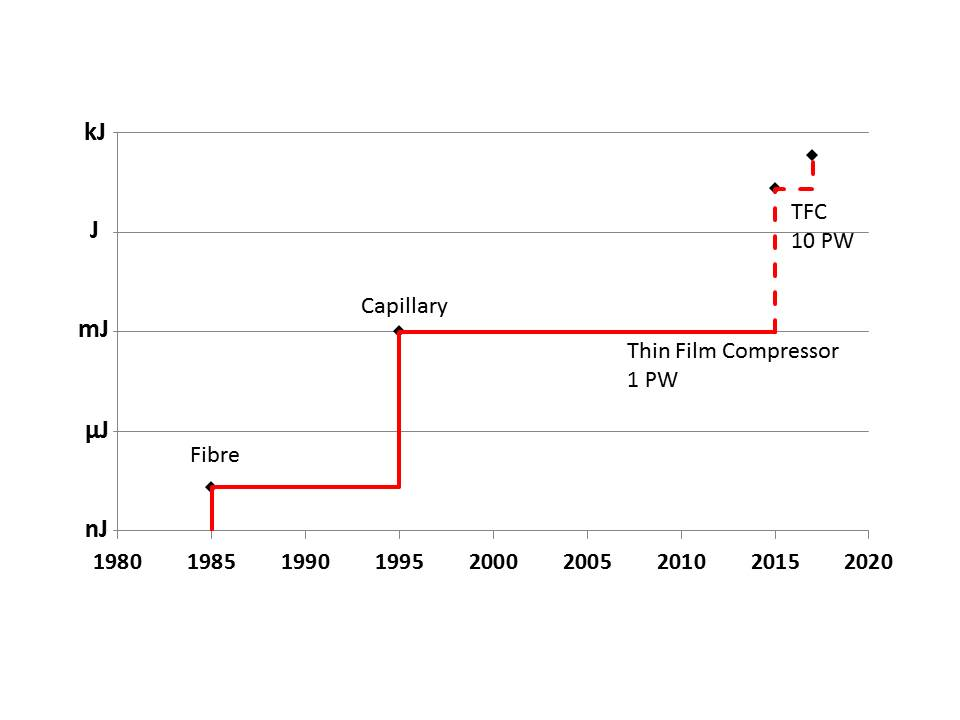 kJ
J
mJ
µJ
nJ
Fibre
Capillary
Thin Film Compressor
1 PW
TFC
10 PW
1980 1985 1990 1995 2000 2005 2010 2015 2020